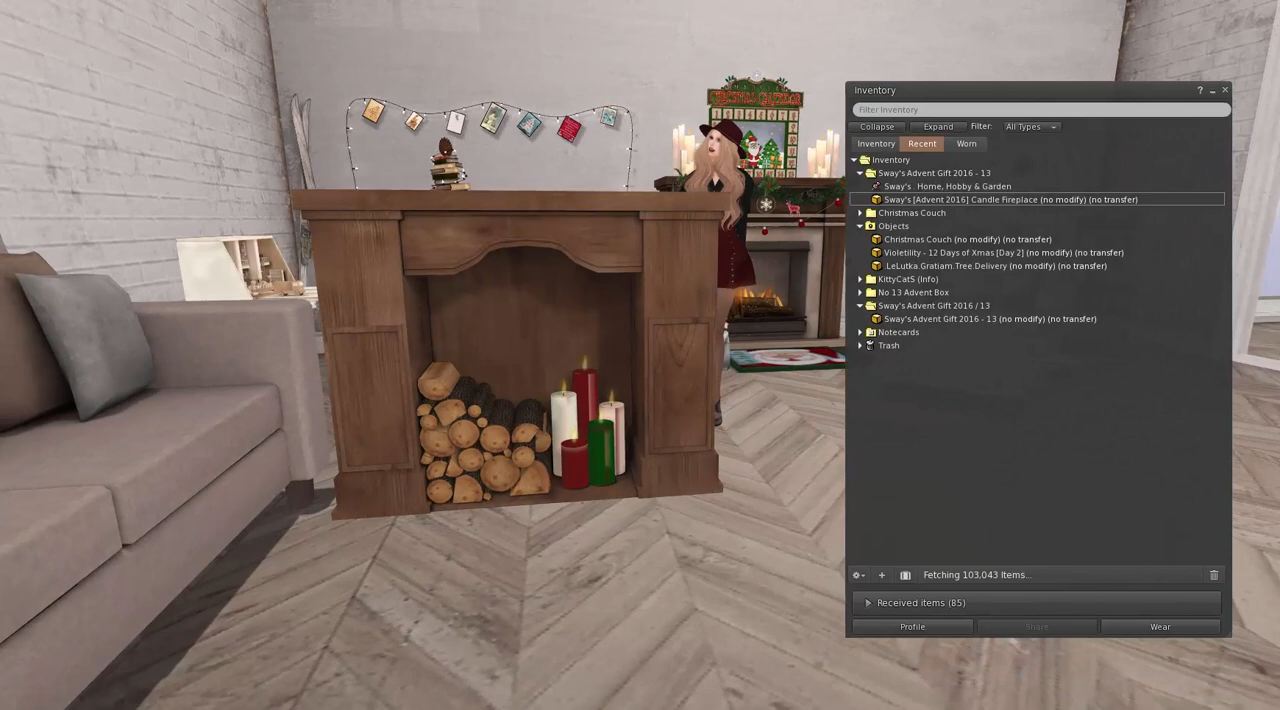 CHRISTMAS CALENDAR
Inventory
?
Filter Inventory
Collapse Expand Filter: All Types
Inventory Recent Worn
Inventory
Sway's Advent Gift 2016 - 13
Sway's . Home, Hobby & Garden
Sway's [Advent 2016] Candle Fireplace (no modify) (no transfer)
Christmas Couch
Objects
Christmas Couch (no modify) (no transfer)
Violetility - 12 Days of Xmas [Day 2] (no modify) (no transfer)
.LeLutka.Gratiam.Tree.Delivery (no modify) (no transfer)
KittyCatS (Info)
No 13 Advent Box
Sway's Advent Gift 2016 / 13
Sway's Advent Gift 2016 - 13 (no modify) (no transfer)
Notecards
Trash
Fetching 103,043 Items...
Received items (85)
Profile Share Wear